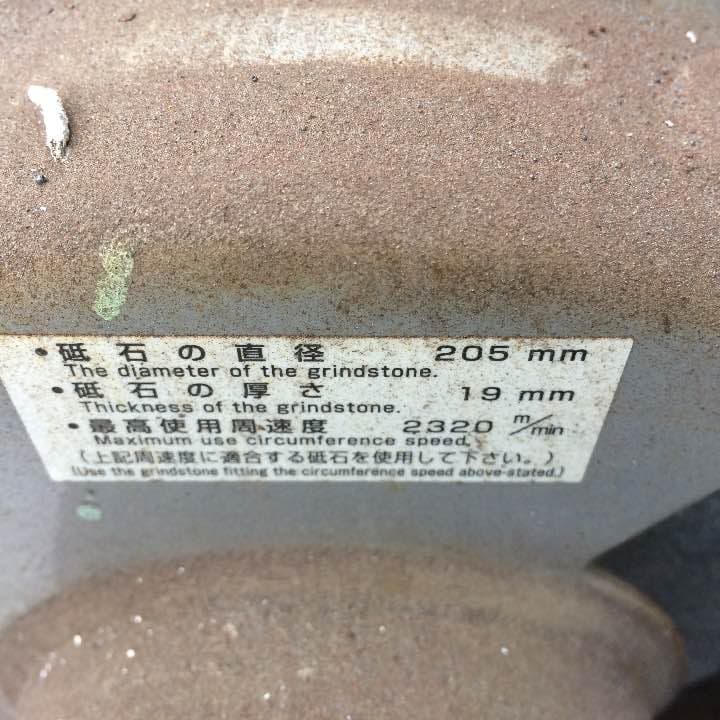 • 砥石の直径 205 mm
The diameter of the grindstone.
• 砥石の厚さ 19 mm
Thickness of the grindstone.
• 最高使用周速度 2320 m/min
Maximum use circumference speed.
(上記周速度に適合する砥石を使用して下さい。)
(Use the grindstone fitting the circumference speed above-stated.)